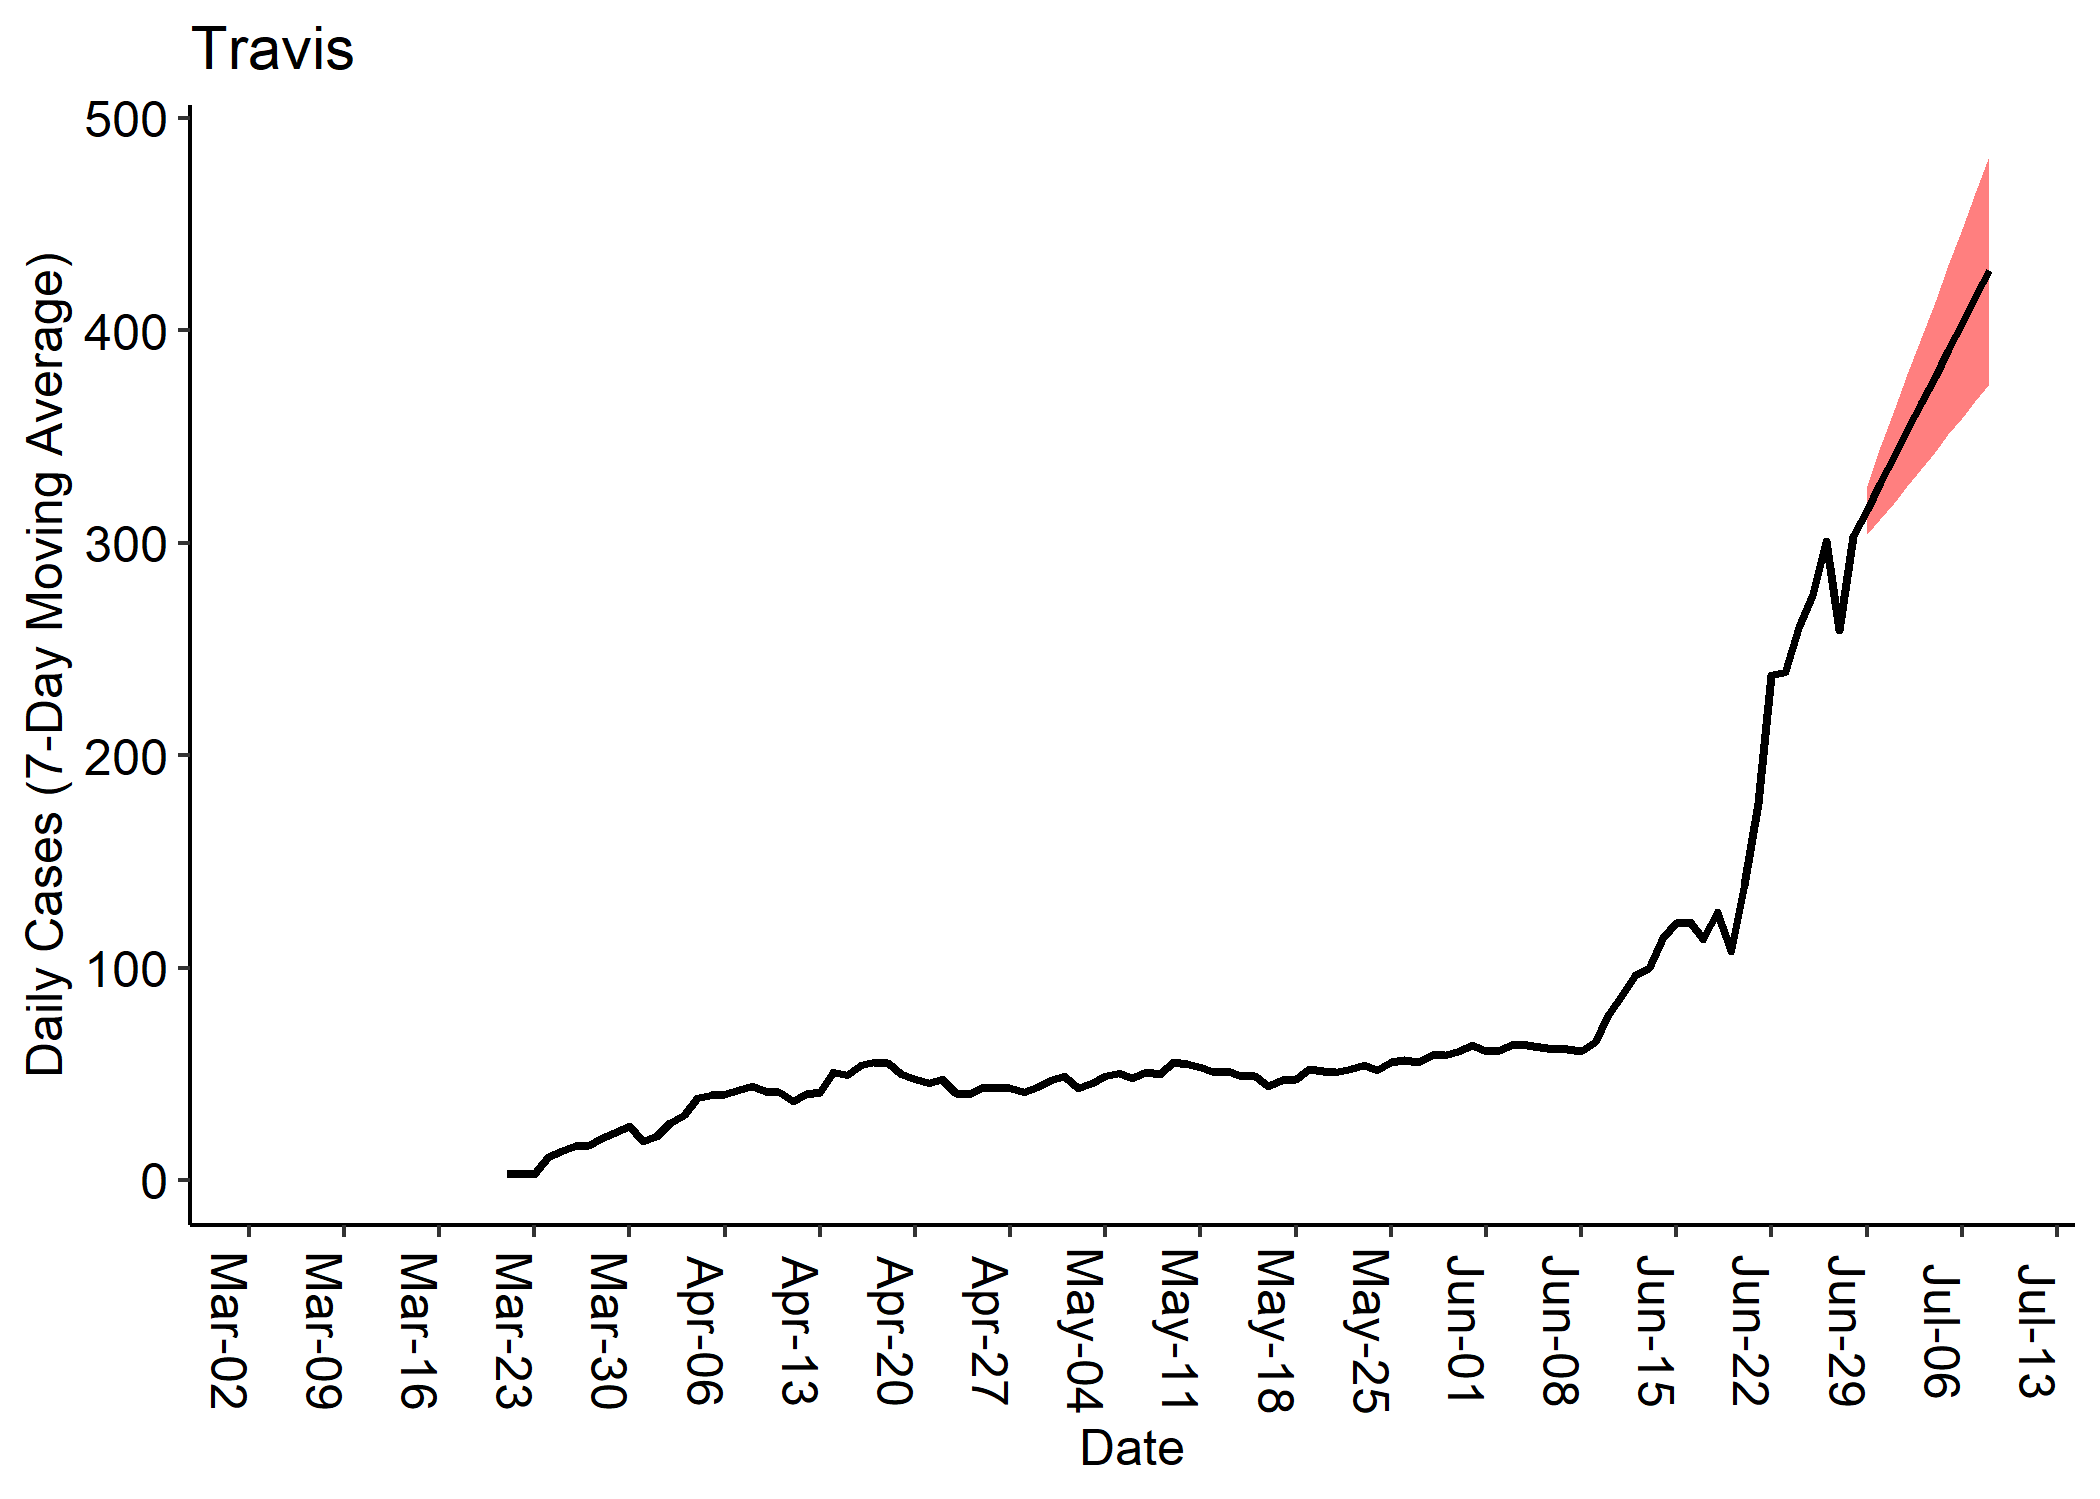 Travis
Daily Cases (7-Day Moving Average)
500
400
300
200
100
0
Mar-02
Mar-09
Mar-16
Mar-23
Mar-30
Apr-06
Apr-13
Apr-20
Apr-27
May-04
May-11
May-18
May-25
Jun-01
Jun-08
Jun-15
Jun-22
Jun-29
Jul-06
Jul-13
Date